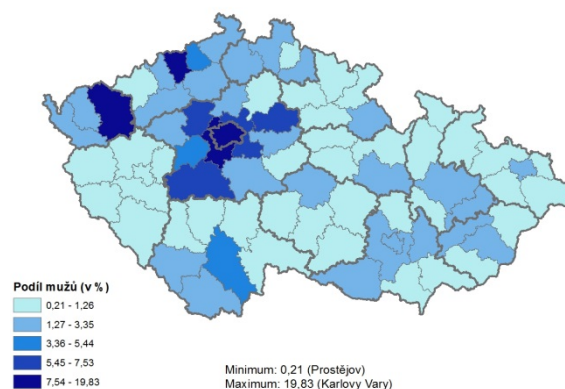 Podíl mužů (v %)
0,21 - 1,26
1,27 - 3,35
3,36 - 5,44
5,45 - 7,53
7,54 - 19,83
Minimum: 0,21 (Prostějov)
Maximum: 19,83 (Karlovy Vary)